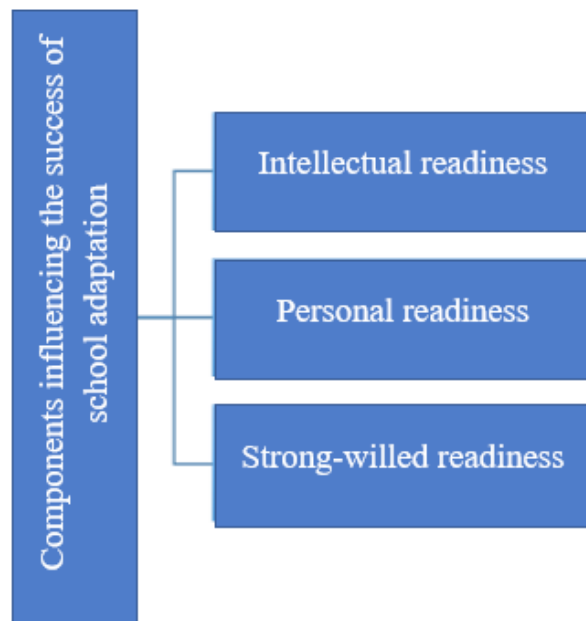 Components influencing the success of
school adaptation
Intellectual readiness
Personal readiness
Strong-willed readiness